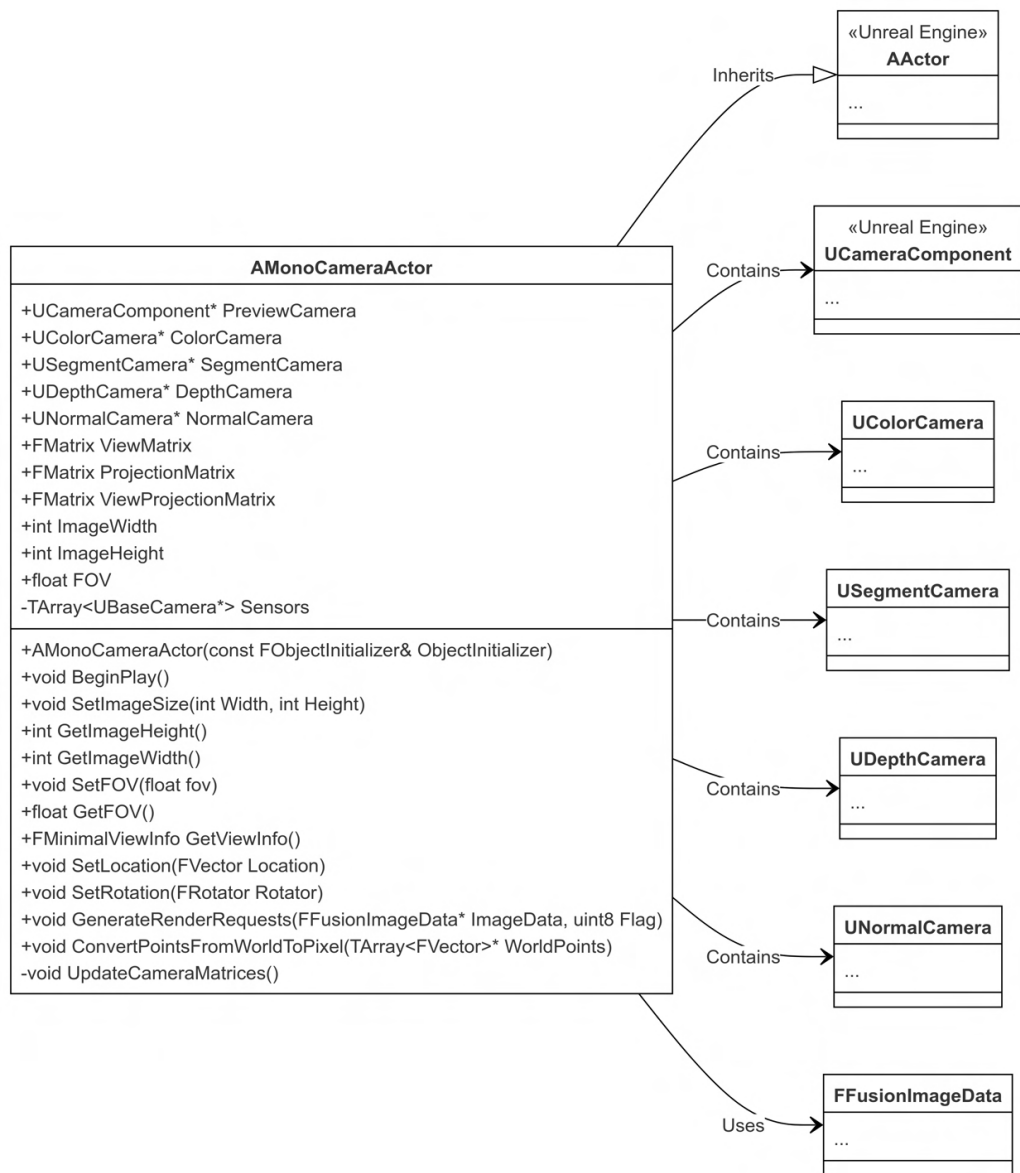 «Unreal Engine»
AActor
...
Inherits
«Unreal Engine»
UCameraComponent
...
Contains
AMonoCameraActor
+UCameraComponent* PreviewCamera
+UColorCamera* ColorCamera
+USegmentCamera* SegmentCamera
+UDepthCamera* DepthCamera
+UNormalCamera* NormalCamera
+FMatrix ViewMatrix
+FMatrix ProjectionMatrix
+FMatrix ViewProjectionMatrix
+int ImageWidth
+int ImageHeight
+float FOV
-TArray<UBaseCamera*> Sensors
+AMonoCameraActor(const FObjectInitializer& ObjectInitializer)
+void BeginPlay()
+void SetImageSize(int Width, int Height)
+int GetImageHeight()
+int GetImageWidth()
+void SetFOV(float fov)
+float GetFOV()
+FMinimalViewInfo GetViewInfo()
+void SetLocation(FVector Location)
+void SetRotation(FRotator Rotator)
+void GenerateRenderRequests(FFusionImageData* ImageData, uint8 Flag)
+void ConvertPointsFromWorldToPixel(TArray<FVector>* WorldPoints)
-void UpdateCameraMatrices()
UColorCamera
...
Contains
USegmentCamera
...
Contains
UDepthCamera
...
Contains
UNormalCamera
...
Contains
FFusionImageData
...
Uses